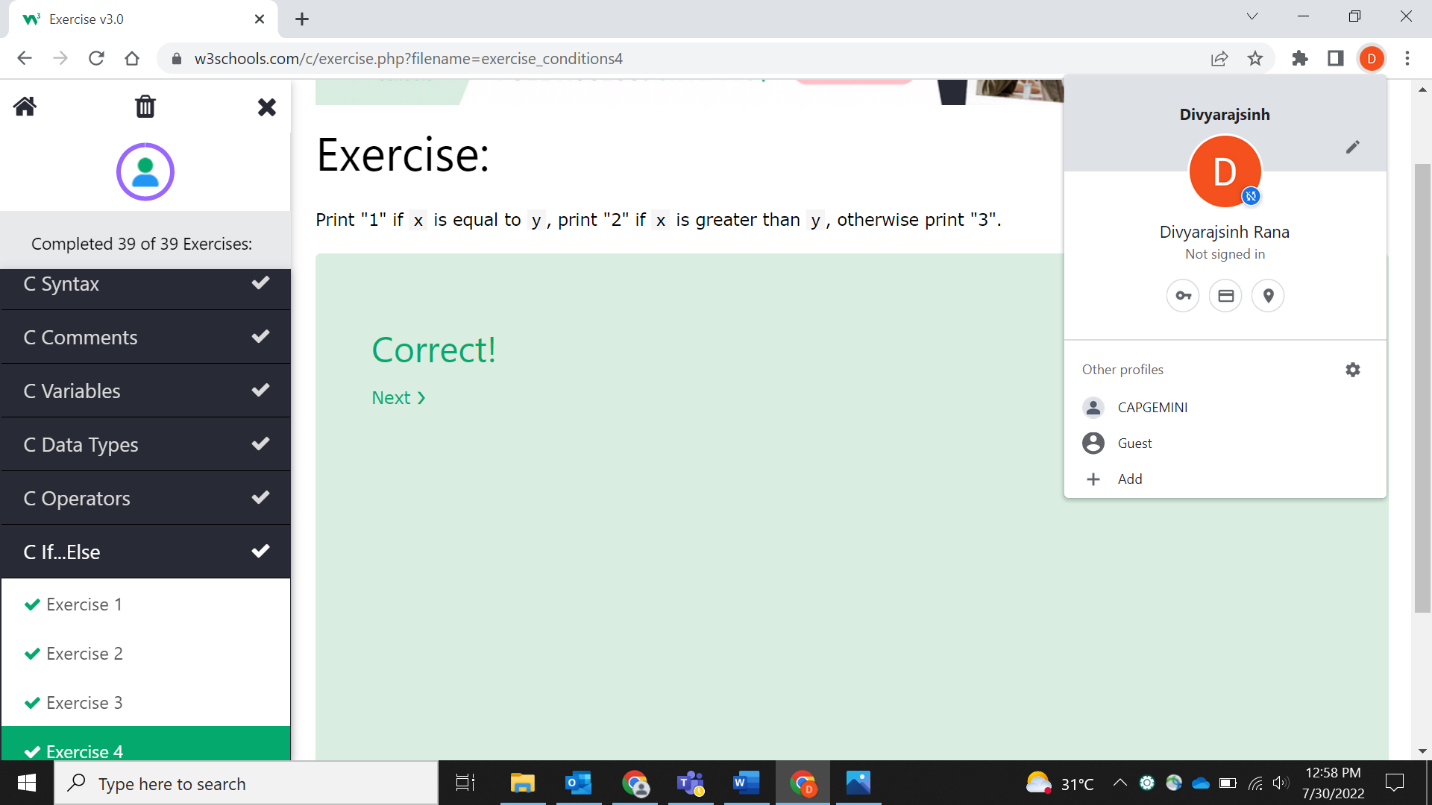 Exercise v3.0
w3schools.com/c/exercise.php?filename=exercise_conditions4
D
Completed 39 of 39 Exercises:
C Syntax
C Comments
C Variables
C Data Types
C Operators
C If...Else
Exercise 1
Exercise 2
Exercise 3
Exercise 4
Exercise:
Print "1" if x is equal to y, print "2" if x is greater than y, otherwise print "3".
Correct!
Next ❯
Divyarajsinh
D
Divyarajsinh Rana
Not signed in
Other profiles
CAPGEMINI
Guest
Add
Type here to search
31°C
12:58 PM
7/30/2022